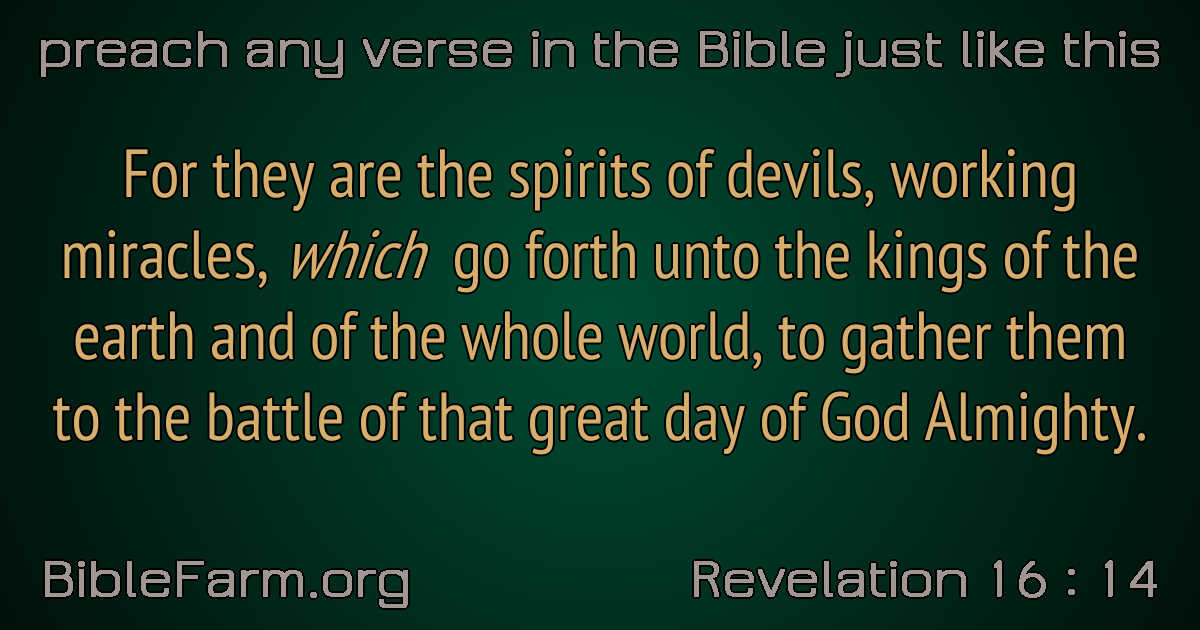 preach any verse in the Bible just like this
For they are the spirits of devils, working
miracles, which go forth unto the kings of the
earth and of the whole world, to gather them
to the battle of that great day of God Almighty.
BibleFarm.org
Revelation 16 : 14